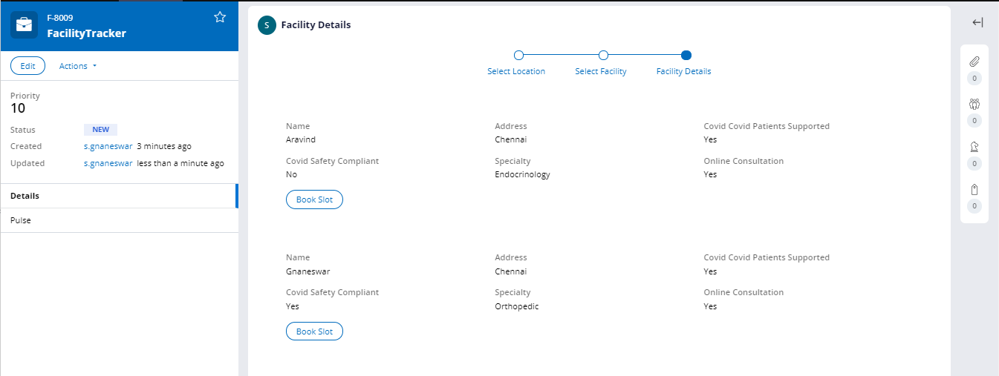 F-8009
FacilityTracker
Edit
Actions
Priority
10
Status NEW
Created s.gnaneswar 3 minutes ago
Updated s.gnaneswar less than a minute ago
Details
Pulse
S Facility Details
Select Location Select Facility Facility Details
Name Address Covid Covid Patients Supported
Aravind Chennai Yes
Covid Safety Compliant Specialty Online Consultation
No Endocrinology Yes
Book Slot
Name Address Covid Covid Patients Supported
Gnaneswar Chennai Yes
Covid Safety Compliant Specialty Online Consultation
Yes Orthopedic Yes
Book Slot
0
0
0
0